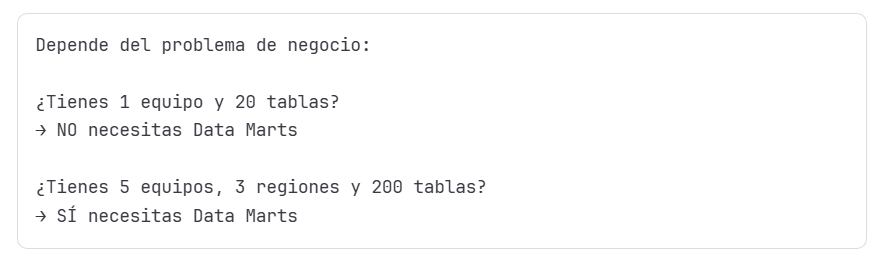 Depende del problema de negocio:
¿Tienes 1 equipo y 20 tablas?
→ NO necesitas Data Marts
¿Tienes 5 equipos, 3 regiones y 200 tablas?
→ SÍ necesitas Data Marts